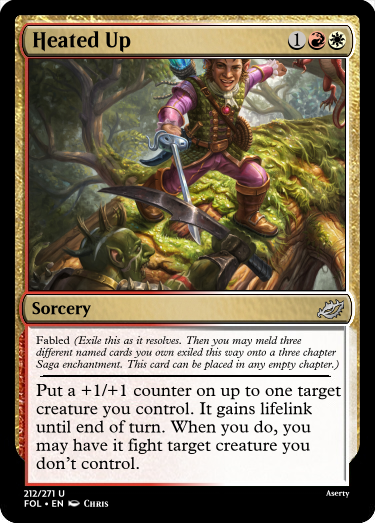 Heated Up 1
Sorcery
Fabled (Exile this as it resolves. Then you may meld three
different named cards you own exiled this way onto a three chapter
Saga enchantment. This card can be placed in any empty chapter.)
Put a +1/+1 counter on up to one target
creature you control. It gains lifelink
until end of turn. When you do, you
may have it fight target creature you
don't control.
212/271 U
FOL • EN Chris
Aserty